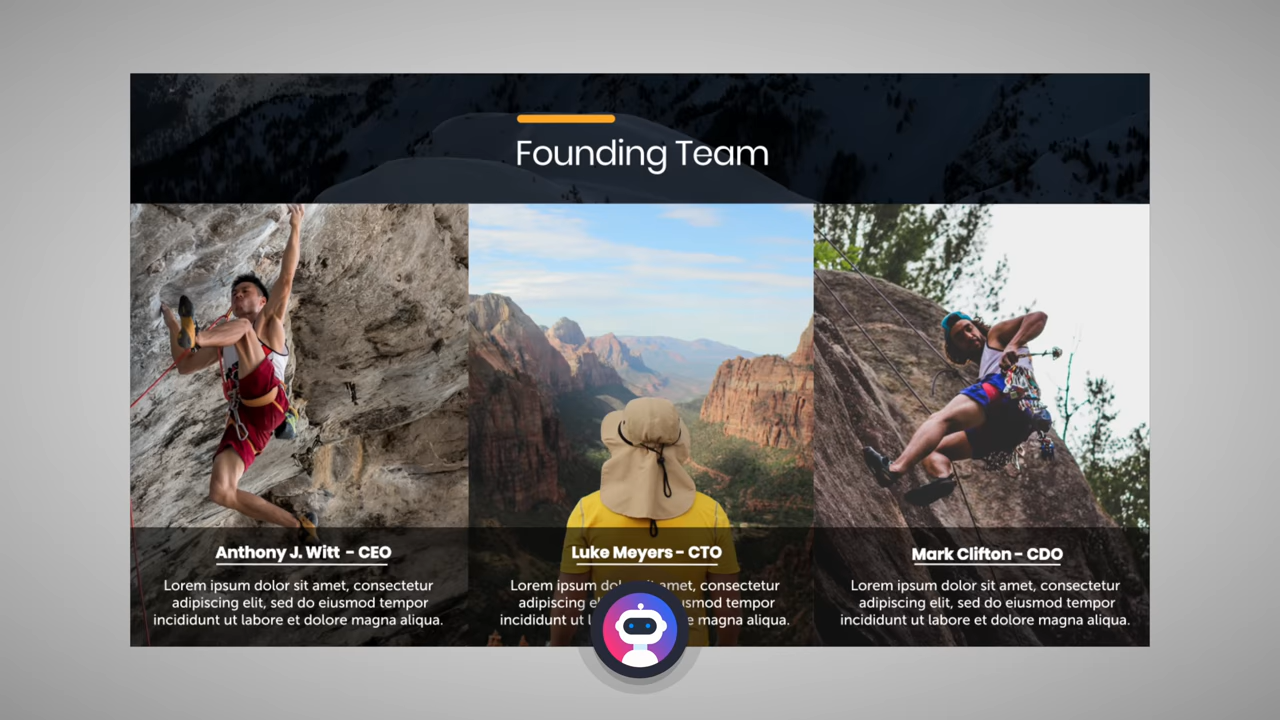 Founding Team
Anthony J. Witt - CEO
Lorem ipsum dolor sit amet, consectetur
adipiscing elit, sed do eiusmod tempor
incididunt ut labore et dolore magna aliqua.
Luke Meyers - CTO
Lorem ipsum dolor sit amet, consectetur
adipiscing usmod tempor
incididunt ut magna aliqua.
Mark Clifton - CDO
Lorem ipsum dolor sit amet, consectetur
adipiscing elit, sed do eiusmod tempor
incididunt ut labore et dolore magna aliqua.